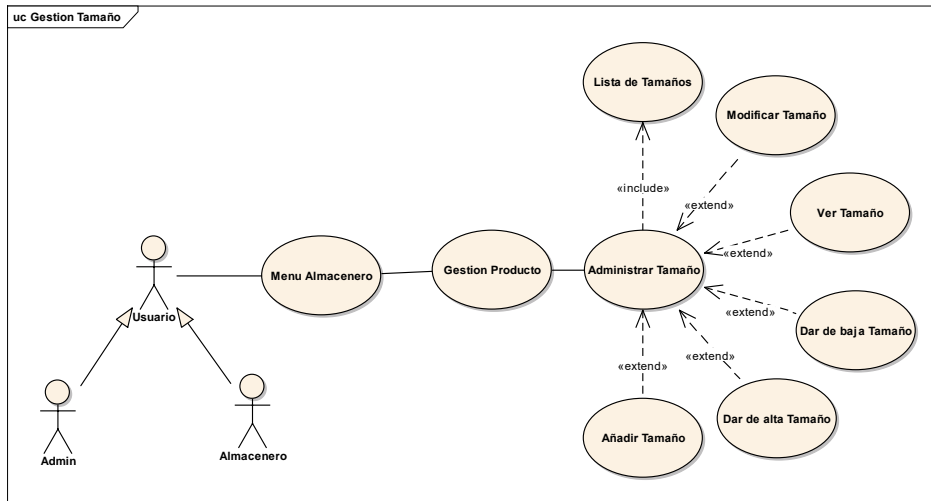 uc Gestion Tamaño
Lista de Tamaños
Modificar Tamaño
«include»
«extend»
Ver Tamaño
«extend»
Usuario
Menu Almacenero
Gestion Producto
Administrar Tamaño
Dar de baja Tamaño
«extend»
«extend»
«extend»
Añadir Tamaño
Dar de alta Tamaño
Admin
Almacenero